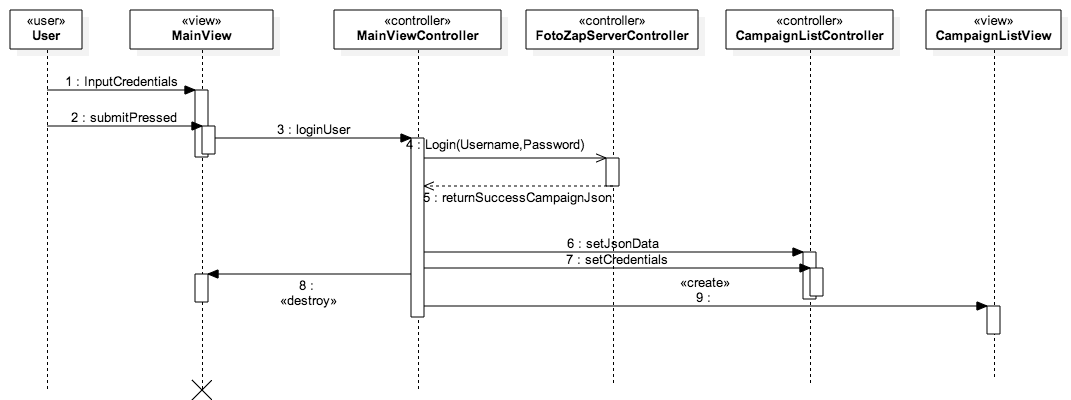 «user»
User
«view»
MainView
«controller»
MainViewController
«controller»
FotoZapServerController
«controller»
CampaignListController
«view»
CampaignListView
1 : InputCredentials
2 : submitPressed
3 : loginUser
4 : Login(Username,Password)
5 : returnSuccessCampaignJson
6 : setJsonData
7 : setCredentials
8 :
«destroy»
«create»
9 :